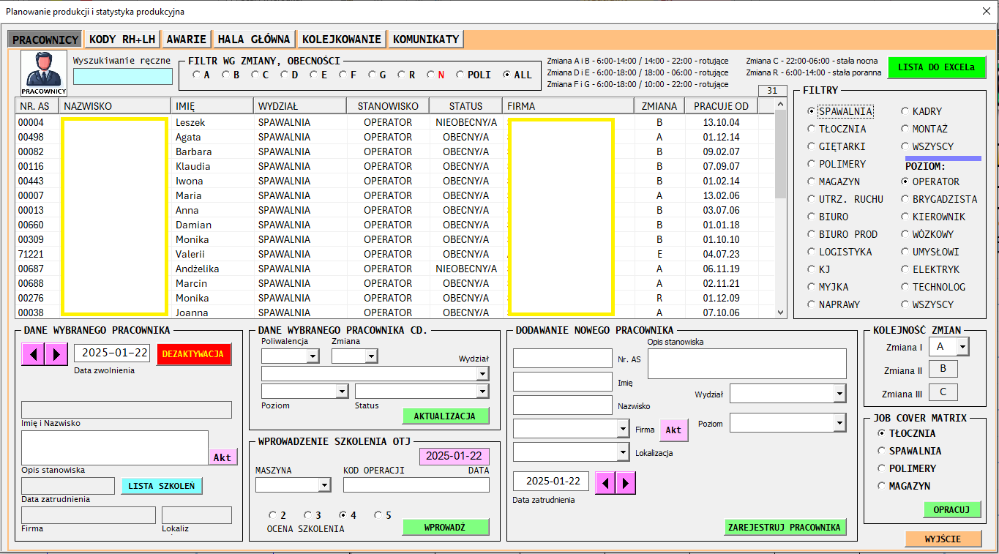 Planowanie produkcji i statystyka produkcyjna
PRACOWNICY KODY RH+LH AWARIE HALA GŁÓWNA KOLEJKOWANIE KOMUNIKATY
PRACOWNICY
Wyszukiwanie ręczne
FILTR WG ZMIANY, OBECNOŚCI
A B C D E F G R N POLI ALL
Zmiana A i B - 6:00-14:00 / 14:00 - 22:00 - rotujące
Zmiana D i E - 6:00-18:00 / 18:00 - 06:00 - rotujące
Zmiana F i G - 6:00-18:00 / 10:00 - 22:00 - rotujące
Zmiana C - 22:00-06:00 - stała nocna
Zmiana R - 6:00-14:00 - stała poranna
LISTA DO EXCELa
31
NR. AS NAZWISKO IMIĘ WYDZIAŁ STANOWISKO STATUS FIRMA ZMIANA PRACUJE OD
00004 Leszek SPAWALNIA OPERATOR NIEOBECNY/A B 13.10.04
00498 Agata SPAWALNIA OPERATOR OBECNY/A A 01.12.14
00082 Barbara SPAWALNIA OPERATOR OBECNY/A B 09.02.07
00116 Klaudia SPAWALNIA OPERATOR OBECNY/A B 07.09.07
00443 Iwona SPAWALNIA OPERATOR OBECNY/A B 01.02.14
00007 Maria SPAWALNIA OPERATOR OBECNY/A A 13.02.06
00013 Anna SPAWALNIA OPERATOR OBECNY/A B 03.07.06
00660 Damian SPAWALNIA OPERATOR OBECNY/A B 01.01.18
00309 Monika SPAWALNIA OPERATOR OBECNY/A B 01.10.10
71221 Valerii SPAWALNIA OPERATOR OBECNY/A E 04.07.23
00687 Andżelika SPAWALNIA OPERATOR NIEOBECNY/A A 06.11.19
00688 Marcin SPAWALNIA OPERATOR OBECNY/A A 02.11.21
00276 Monika SPAWALNIA OPERATOR OBECNY/A R 01.12.09
00038 Joanna SPAWALNIA OPERATOR OBECNY/A A 07.10.06
FILTRY
SPAWALNIA
TŁOCZNIA
GIĘTARKI
POLIMERY
MAGAZYN
UTRZ. RUCHU
BIURO
BIURO PROD
LOGISTYKA
KJ
MYJKA
NAPRAWY
KADRY
MONTAŻ
WSZYSCY
POZIOM:
OPERATOR
BRYGADZISTA
KIEROWNIK
WÓZKOWY
UMYSŁOWI
ELEKTRYK
TECHNOLOG
WSZYSCY
DANE WYBRANEGO PRACOWNIKA
2025-01-22
DEZAKTYWACJA
Data zwolnienia
Imię i Nazwisko
Akt
Opis stanowiska
LISTA SZKOLEŃ
Data zatrudnienia
Firma Lokaliz
DANE WYBRANEGO PRACOWNIKA CD.
Poliwalencja Zmiana
Wydział
Poziom Status
AKTUALIZACJA
WPROWADZENIE SZKOLENIA OTJ
2025-01-22
MASZYNA KOD OPERACJI DATA
2 3 4 5
OCENA SZKOLENIA
WPROWADŹ
DODAWANIE NOWEGO PRACOWNIKA
Opis stanowiska
Nr. AS
Imię
Wydział
Nazwisko
Firma
Akt
Poziom
Lokalizacja
2025-01-22
Data zatrudnienia
ZAREJESTRUJ PRACOWNIKA
KOLEJNOŚĆ ZMIAN
Zmiana I A
Zmiana II B
Zmiana III C
JOB COVER MATRIX
TŁOCZNIA
SPAWALNIA
POLIMERY
MAGAZYN
OPRACUJ
WYJŚCIE